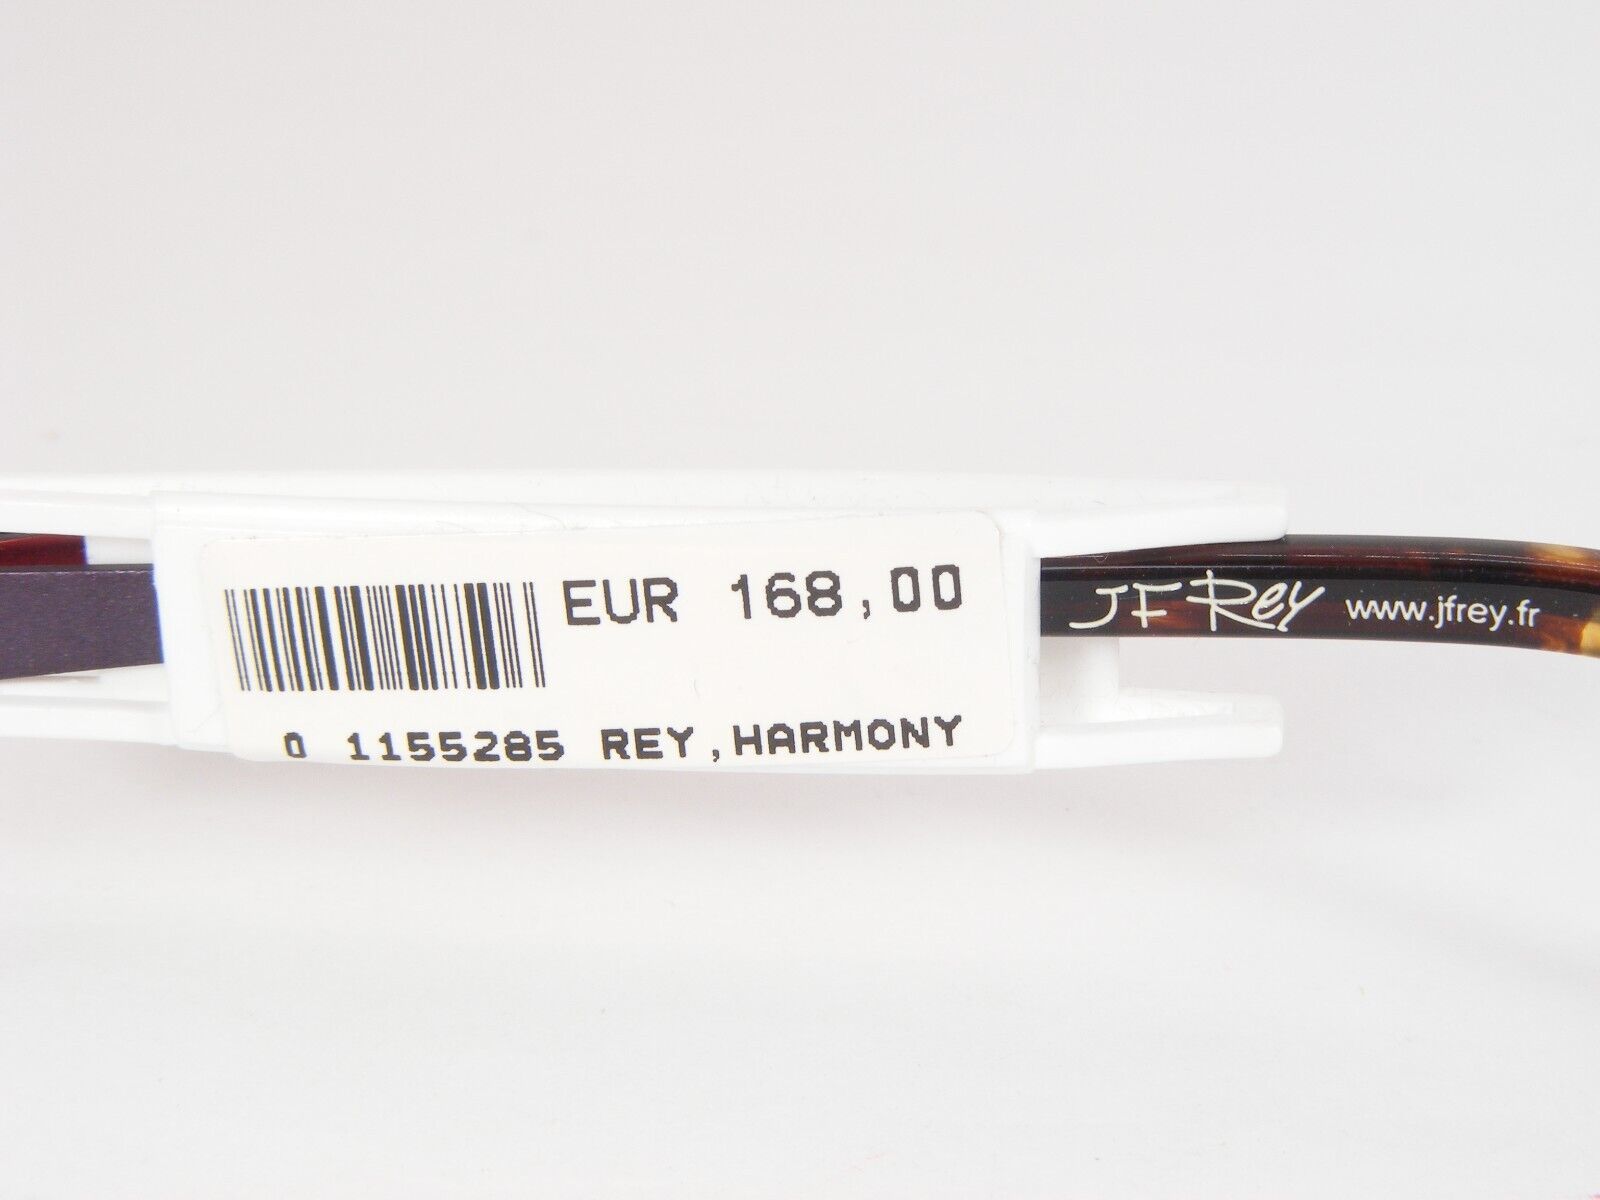 EUR 168,00
0 1155285 REY,HARMONY
JF Rey www.jfrey.fr